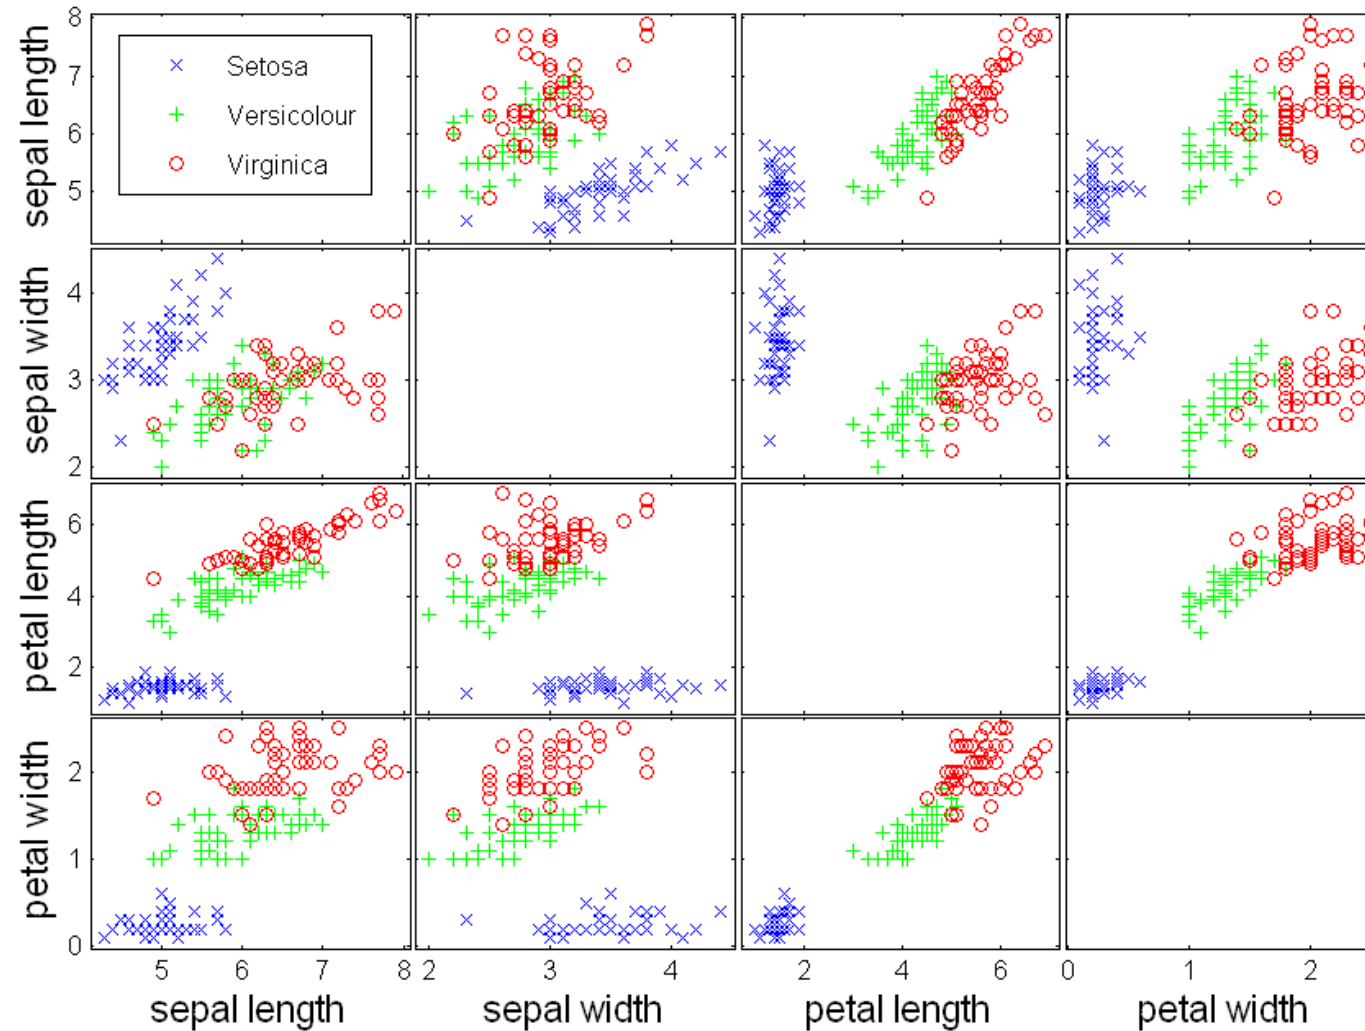 sepal length
8
7
6
5
Setosa
Versicolour
Virginica
sepal width
4
3
2
petal length
6
4
2
petal width
2
1
0
5 6 7 8
2 3 4
2 4 6
0 1 2
sepal length
sepal width
petal length
petal width